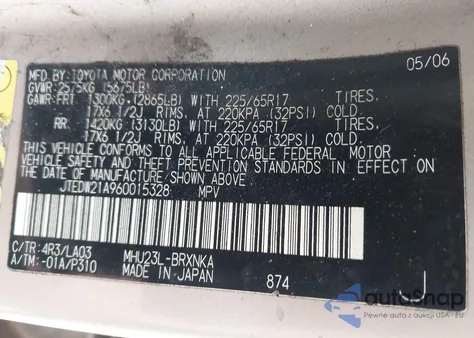 MFD. BY: TOYOTA MOTOR CORPORATION 05/06
GVWR: 2575KG (5675LB)
GAWR: FRT 1300KG (2865LB) WITH 225/65R17 TIRES,
17X6 1/2J RIMS, AT 220KPA (32PSI) COLD.
RR 1420KG (3130LB) WITH 225/65R17 TIRES,
17X6 1/2J RIMS, AT 220KPA (32PSI) COLD.
THIS VEHICLE CONFORMS TO ALL APPLICABLE FEDERAL MOTOR
VEHICLE SAFETY AND THEFT PREVENTION STANDARDS IN EFFECT ON
THE DATE OF MANUFACTURE SHOWN ABOVE.
JTEDW21A960015328 MPV
C/TR: 4R3/LA03 MHU23L-BRXNKA
A/TM: -01A/P310 MADE IN JAPAN 874
autoSnap
Pewne auta z USA i EU